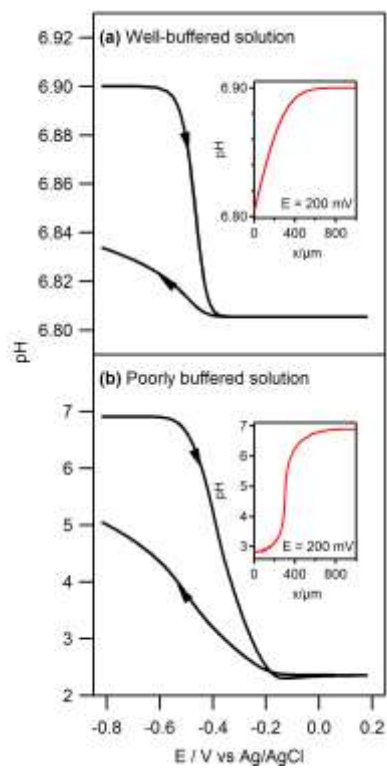 6.92
(a) Well-buffered solution
6.90
6.88
6.86
6.84
6.82
6.80
6.90
pH
6.80
E = 200 mV
0 400 800
x/µm
pH
(b) Poorly buffered solution
7
6
5
4
3
2
7
6
5
4
3
pH
E = 200 mV
0 400 800
x/µm
-0.8 -0.6 -0.4 -0.2 0.0 0.2
E / V vs Ag/AgCl